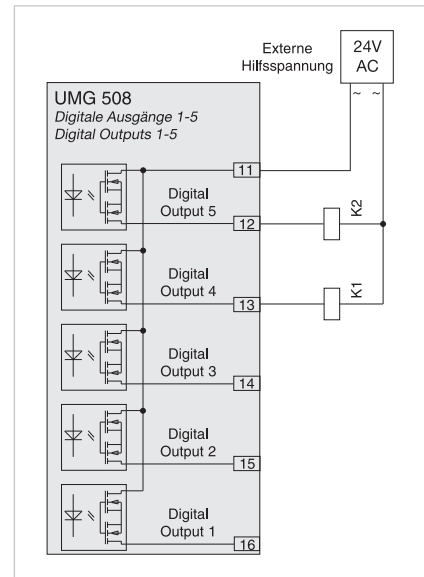 Externe
Hilfsspannung
24V
AC
~ ~
UMG 508
Digitale Ausgänge 1-5
Digital Outputs 1-5
11
Digital
Output 5
12
K2
Digital
Output 4
13
K1
Digital
Output 3
14
Digital
Output 2
15
Digital
Output 1
16